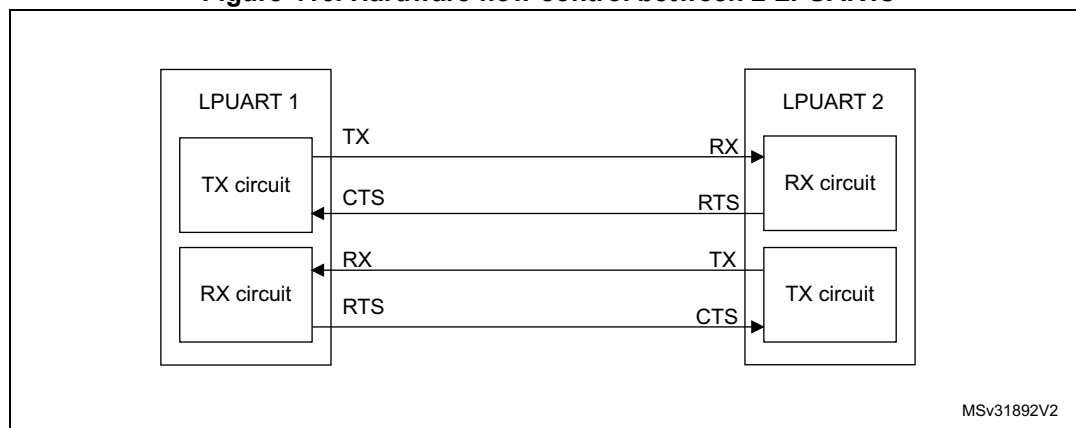 LPUART 1
LPUART 2
TX
RX
TX circuit
RX circuit
CTS
RTS
RX
TX
RX circuit
TX circuit
RTS
CTS
MSv31892V2